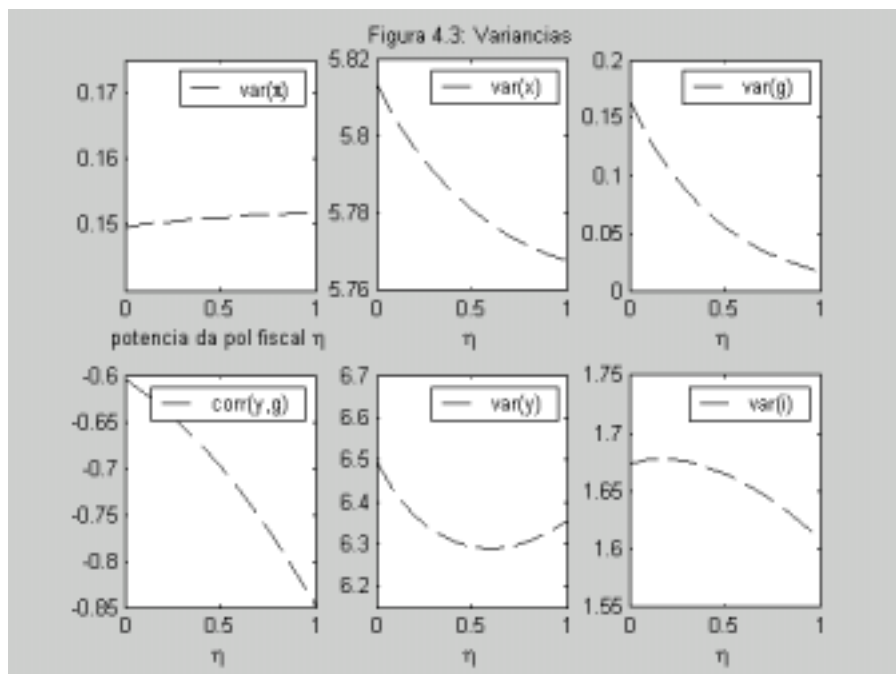 Figura 4.3: Variancias
var(π)
0.17
0.16
0.15
0 0.5 1
potencia da pol fiscal η
var(x)
5.82
5.8
5.78
5.76
0 0.5 1
η
var(g)
0.2
0.15
0.1
0.05
0
0 0.5 1
η
corr(y,g)
-0.6
-0.65
-0.7
-0.75
-0.8
-0.85
0 0.5 1
η
var(y)
6.7
6.6
6.5
6.4
6.3
6.2
0 0.5 1
η
var(i)
1.75
1.7
1.65
1.6
1.55
0 0.5 1
η